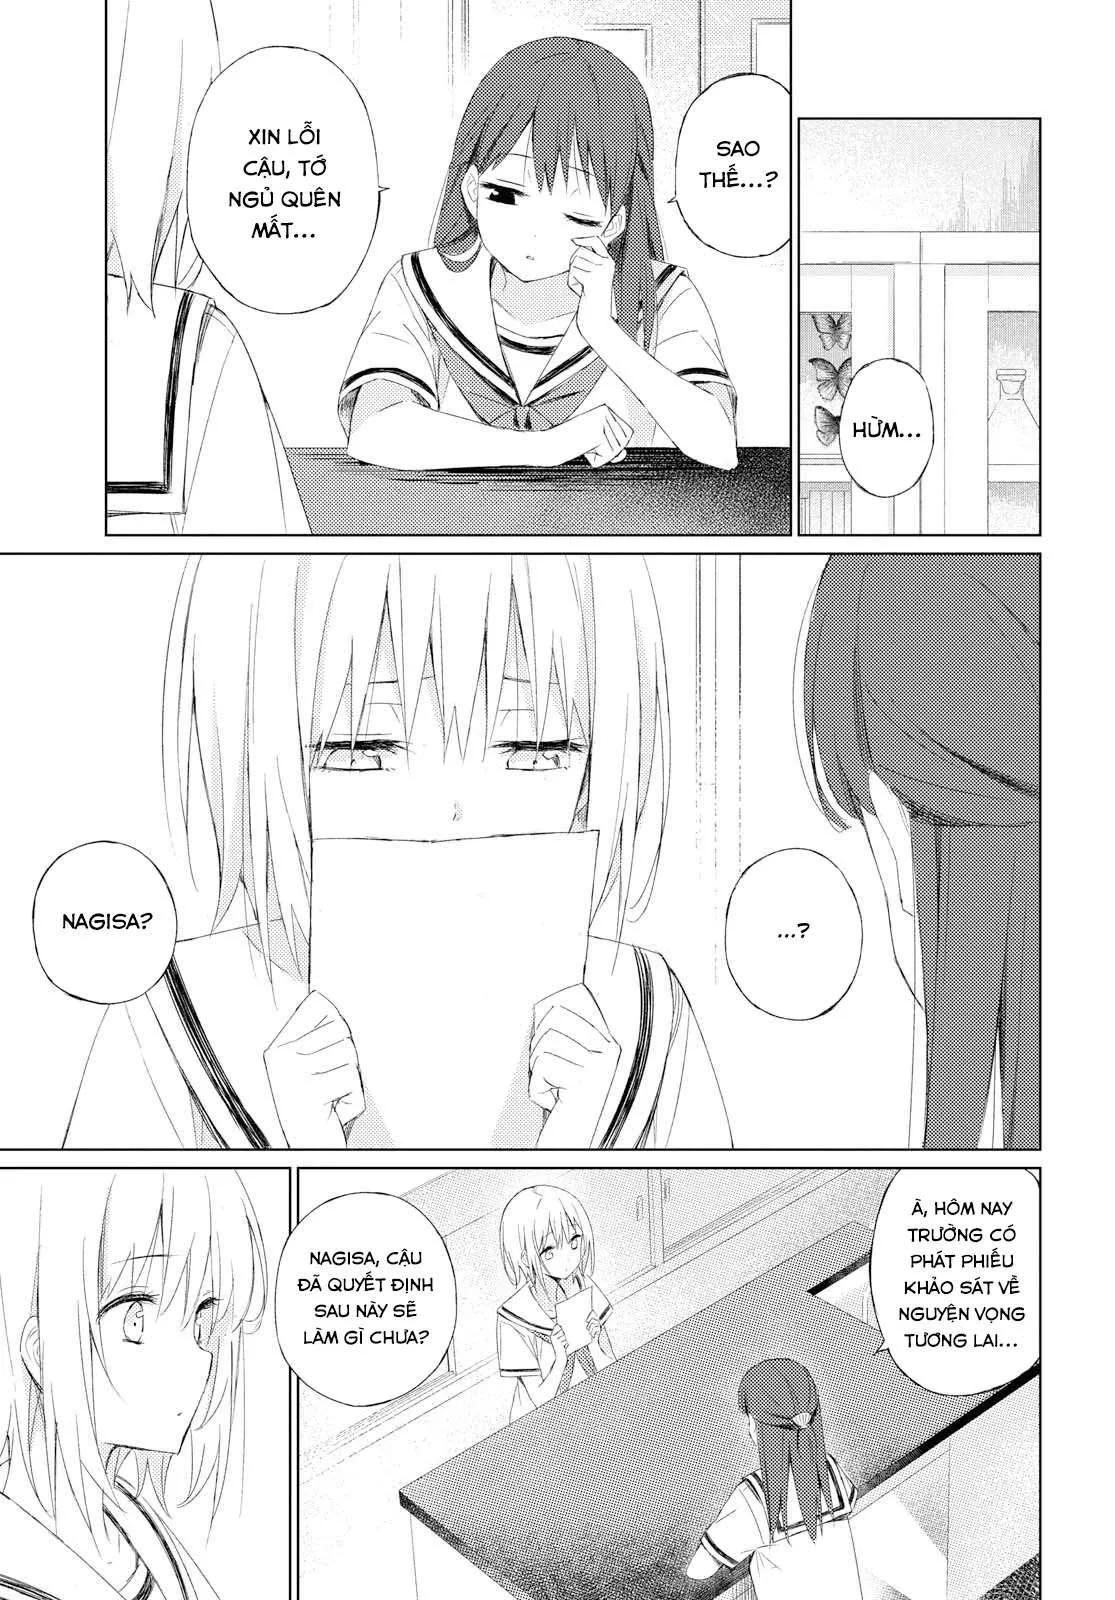 HỪM...
SAO
THẾ...?
XIN LỖI
CẬU, TỚ
NGỦ QUÊN
MẤT...
...?
NAGISA?
À, HÔM NAY
TRƯỜNG CÓ
PHÁT PHIẾU
KHẢO SÁT VỀ
NGUYỆN VỌNG
TƯƠNG LAI...
NAGISA, CẬU
ĐÃ QUYẾT ĐỊNH
SAU NÀY SẼ
LÀM GÌ CHƯA?